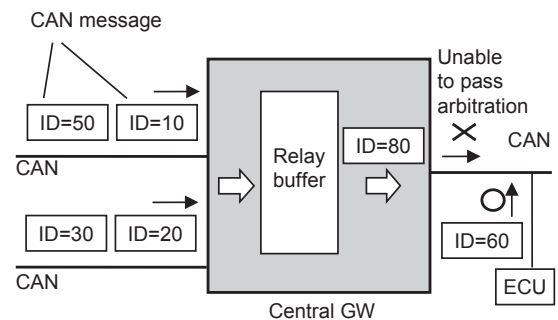 CAN message
ID=50
ID=10
CAN
ID=30
ID=20
CAN
Relay
buffer
ID=80
Central GW
Unable
to pass
arbitration
CAN
ID=60
ECU